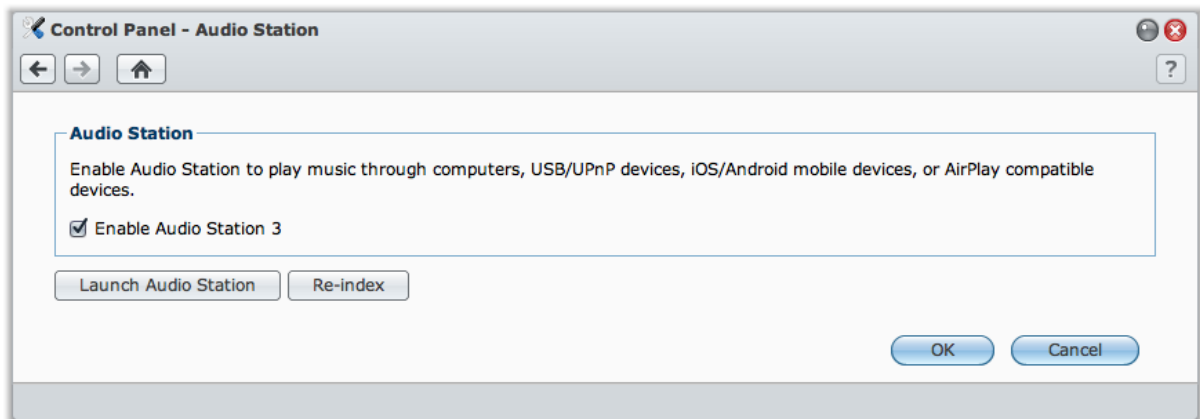 Control Panel - Audio Station
?
Audio Station
Enable Audio Station to play music through computers, USB/UPnP devices, iOS/Android mobile devices, or AirPlay compatible
devices.
Enable Audio Station 3
Launch Audio Station Re-index
OK Cancel